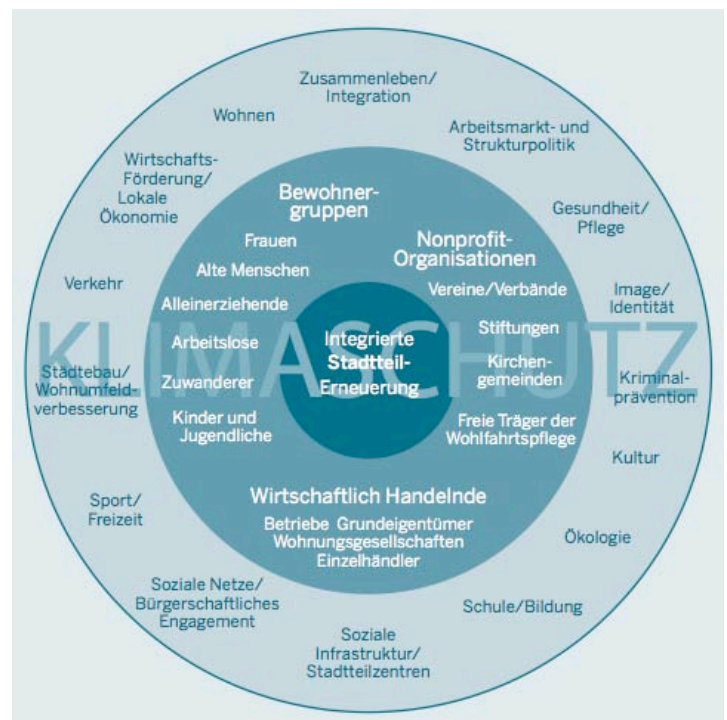 Zusammenleben/
Integration
Wohnen
Arbeitsmarkt- und
Strukturpolitik
Wirtschafts-
Förderung/
Lokale
Ökonomie
Gesundheit/
Pflege
Verkehr
Image/
Identität
Städtebau/
Wohnumfeld-
verbesserung
Kriminal-
prävention
Kultur
Sport/
Freizeit
Ökologie
Soziale Netze/
Bürgerschaftliches
Engagement
Schule/Bildung
Soziale
Infrastruktur/
Stadtteilzentren
Bewohner-
gruppen
Frauen
Alte Menschen
Alleinerziehende
Arbeitslose
Zuwanderer
Kinder und
Jugendliche
Nonprofit-
Organisationen
Vereine/Verbände
Stiftungen
Kirchen-
gemeinden
Freie Träger der
Wohlfahrtspflege
Integrierte
Stadtteil-
Erneuerung
Wirtschaftlich Handelnde
Betriebe Grundeigentümer
Wohnungsgesellschaften
Einzelhändler
KLIMASCHUTZ